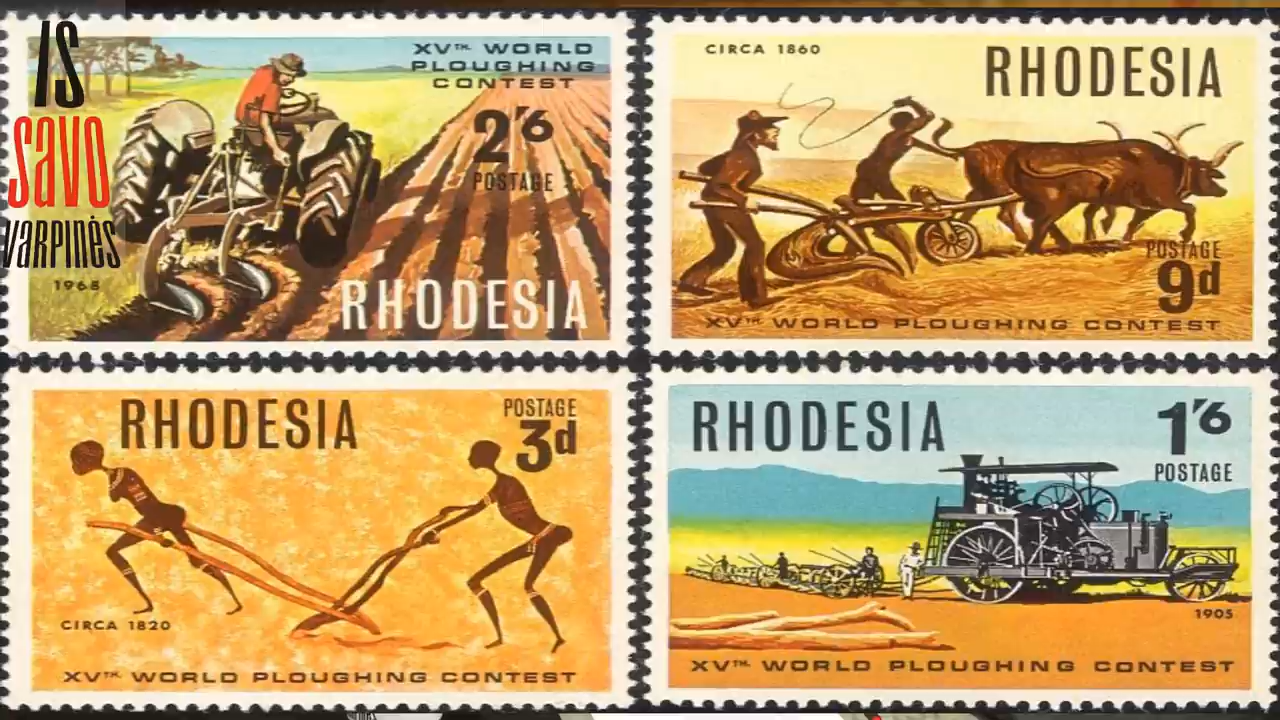 IS
savo
VARPINĖS
XVTH. WORLD
PLOUGHING
CONTEST
2'6
POSTAGE
1968
RHODESIA
CIRCA 1860
RHODESIA
POSTAGE
9d
XVTH. WORLD PLOUGHING CONTEST
RHODESIA
POSTAGE
3d
CIRCA 1820
XVTH. WORLD PLOUGHING CONTEST
RHODESIA
1'6
POSTAGE
1905
XVTH. WORLD PLOUGHING CONTEST